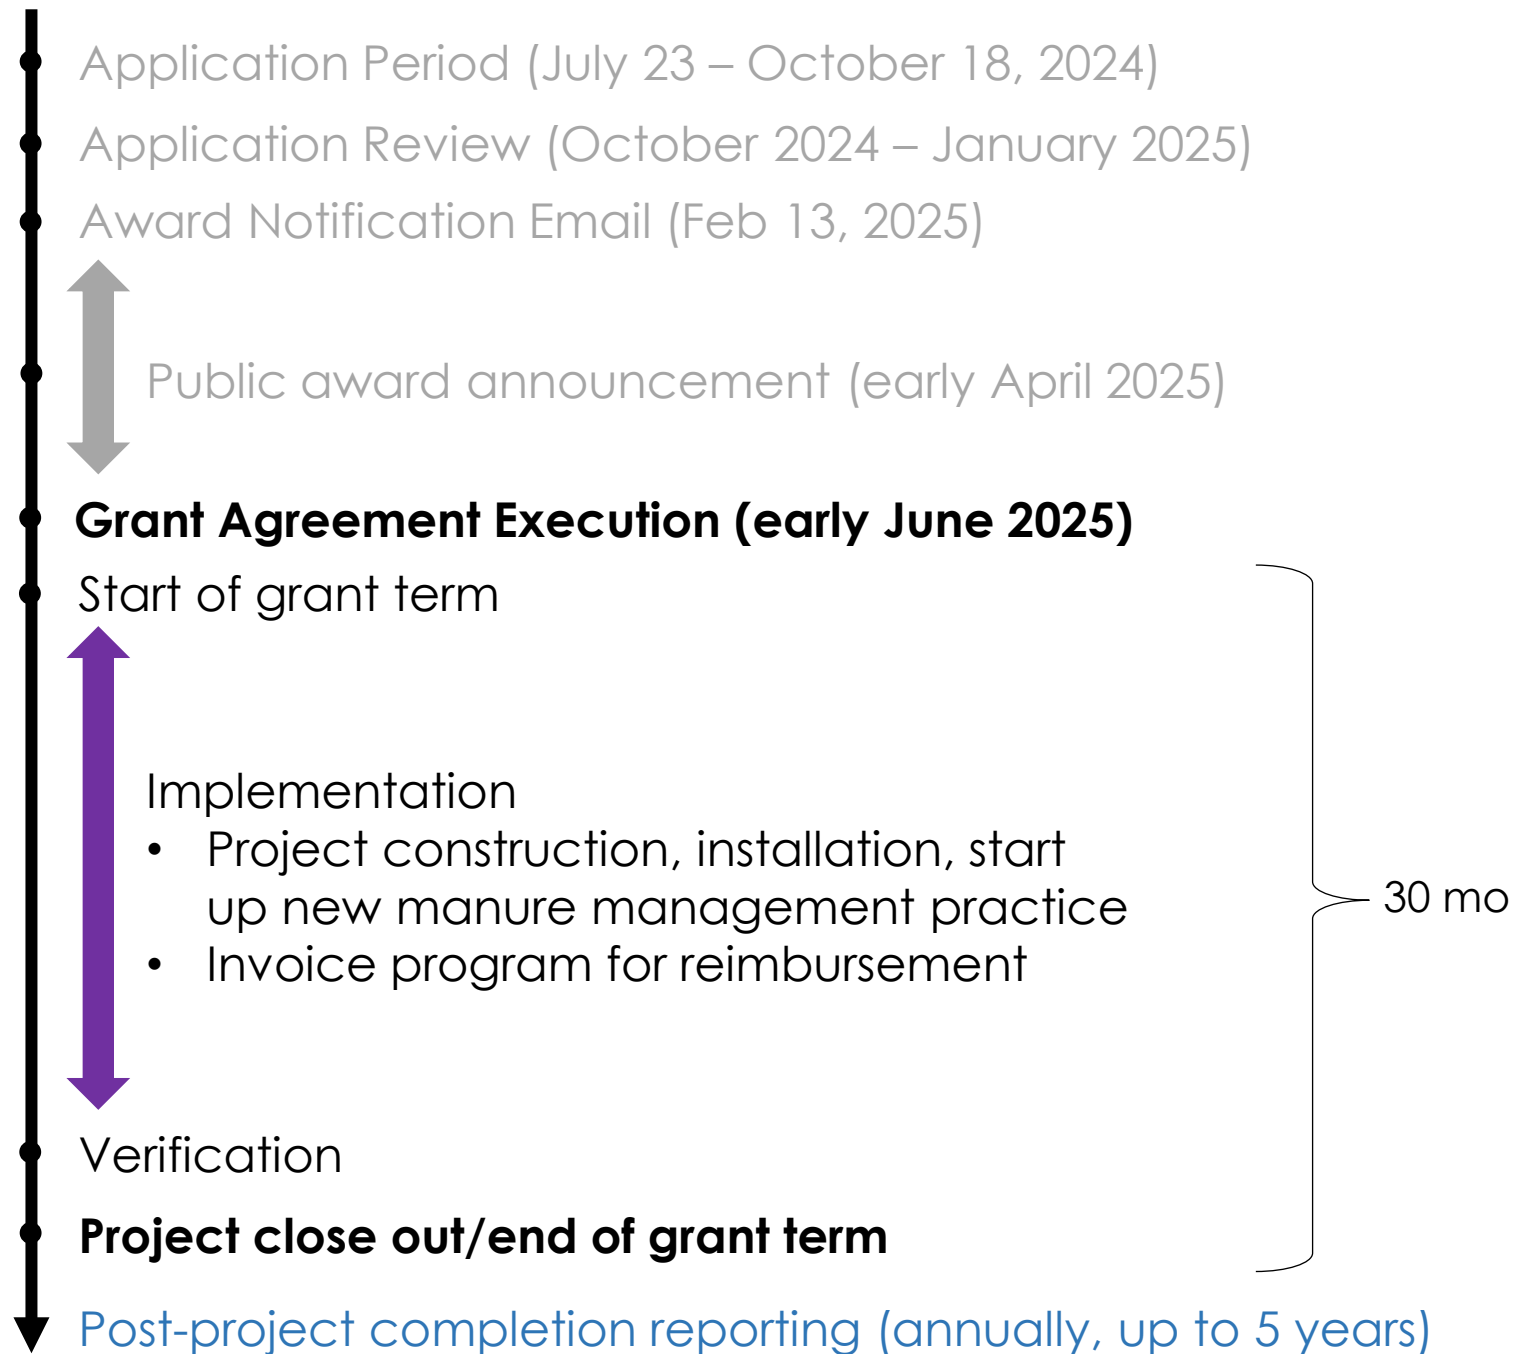 Application Period (July 23 – October 18, 2024)
Application Review (October 2024 – January 2025)
Award Notification Email (Feb 13, 2025)
Public award announcement (early April 2025)
Grant Agreement Execution (early June 2025)
Start of grant term
Implementation
• Project construction, installation, start
up new manure management practice
• Invoice program for reimbursement
30 mo
Verification
Project close out/end of grant term
Post-project completion reporting (annually, up to 5 years)